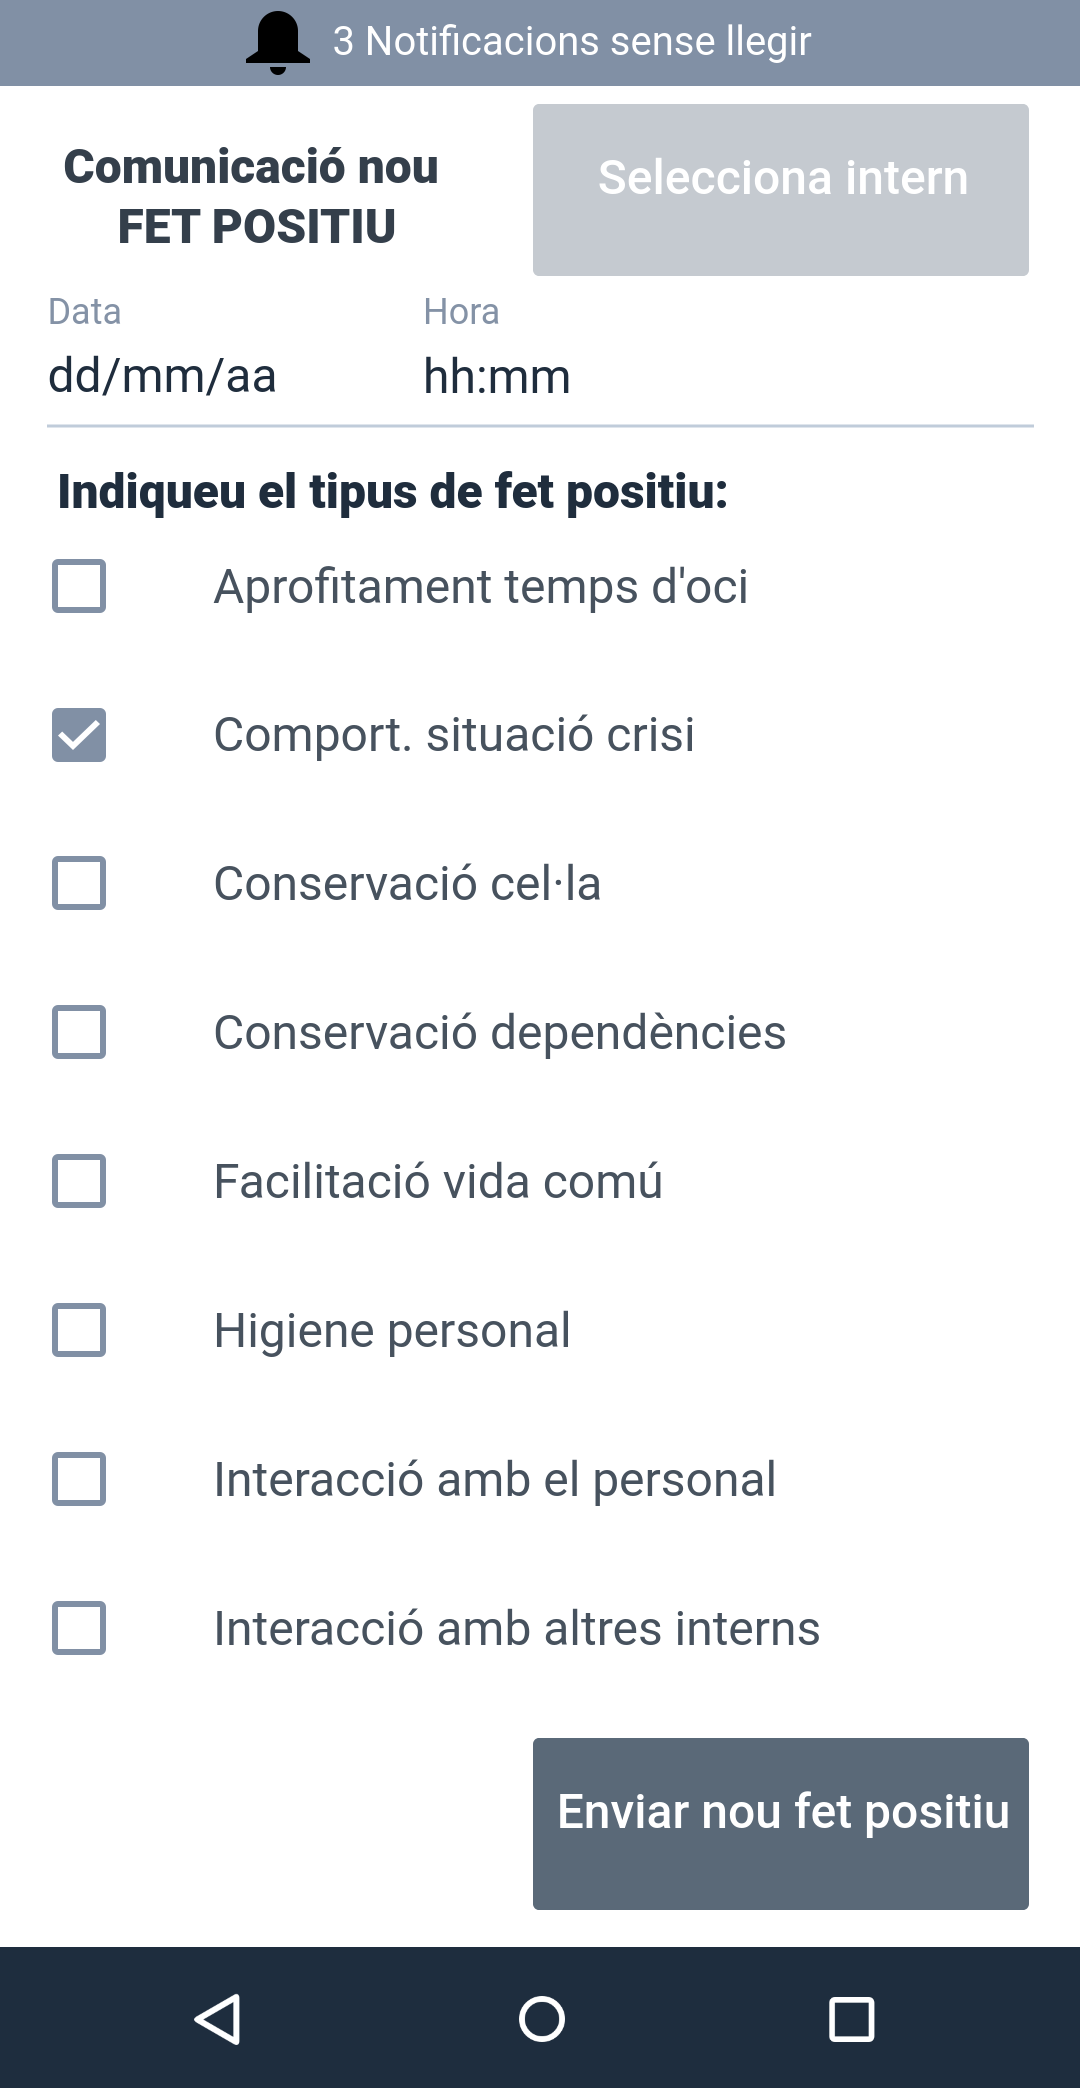 3 Notificacions sense llegir
Comunicació nou
FET POSITIU
Selecciona intern
Data
Hora
dd/mm/aa
hh:mm
Indiqueu el tipus de fet positiu:
Aprofitament temps d'oci
Comport. situació crisi
Conservació cel·la
Conservació dependències
Facilitació vida comú
Higiene personal
Interacció amb el personal
Interacció amb altres interns
Enviar nou fet positiu